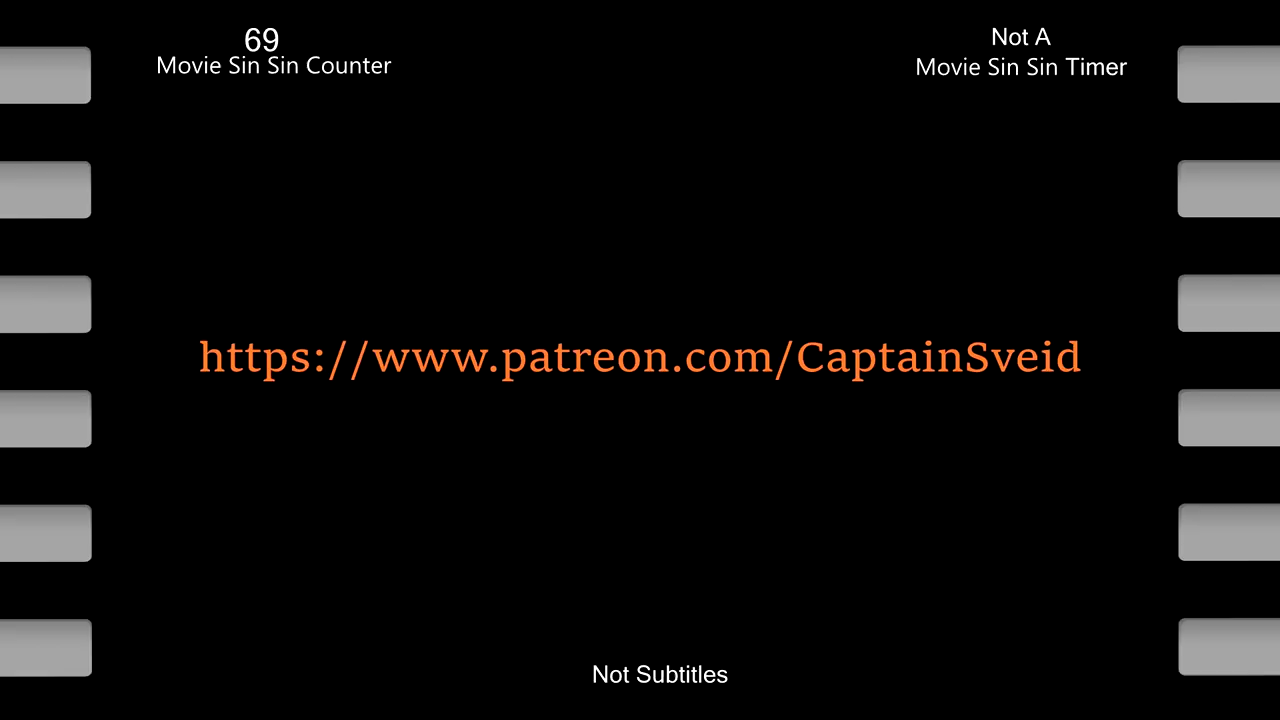 69
Movie Sin Sin Counter
Not A
Movie Sin Sin Timer
https://www.patreon.com/CaptainSveid
Not Subtitles